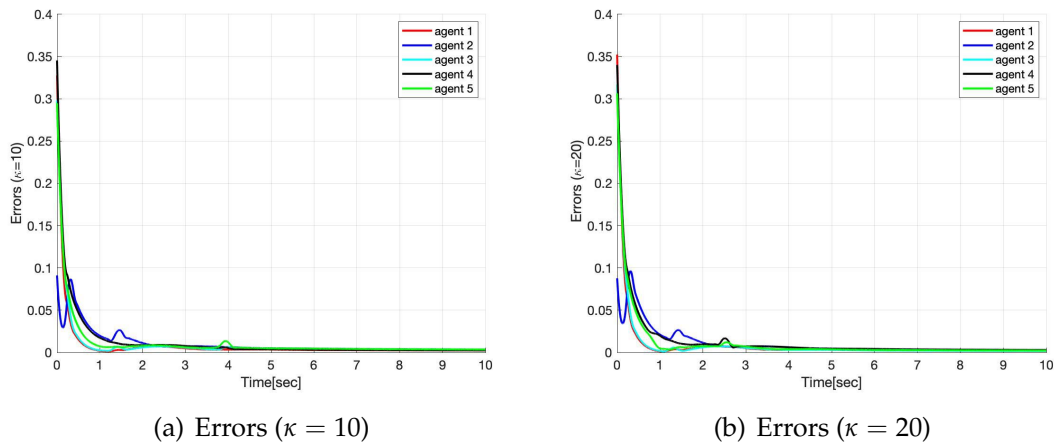 0.4
0.35
0.3
0.25
0.2
0.15
0.1
0.05
0
Errors (κ=10)
agent 1
agent 2
agent 3
agent 4
agent 5
0 1 2 3 4 5 6 7 8 9 10
Time[sec]
(a) Errors (κ = 10)
0.4
0.35
0.3
0.25
0.2
0.15
0.1
0.05
0
Errors (κ=20)
agent 1
agent 2
agent 3
agent 4
agent 5
0 1 2 3 4 5 6 7 8 9 10
Time[sec]
(b) Errors (κ = 20)